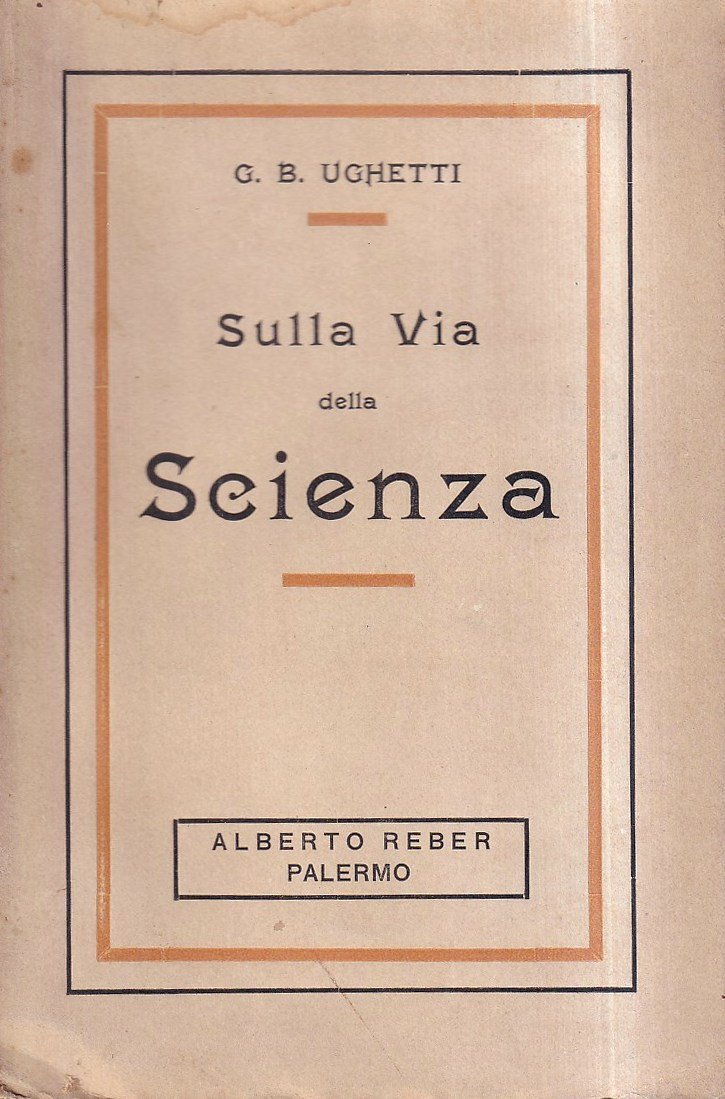 G. B. UGHETTI
Sulla Via
della
Scienza
ALBERTO REBER
PALERMO